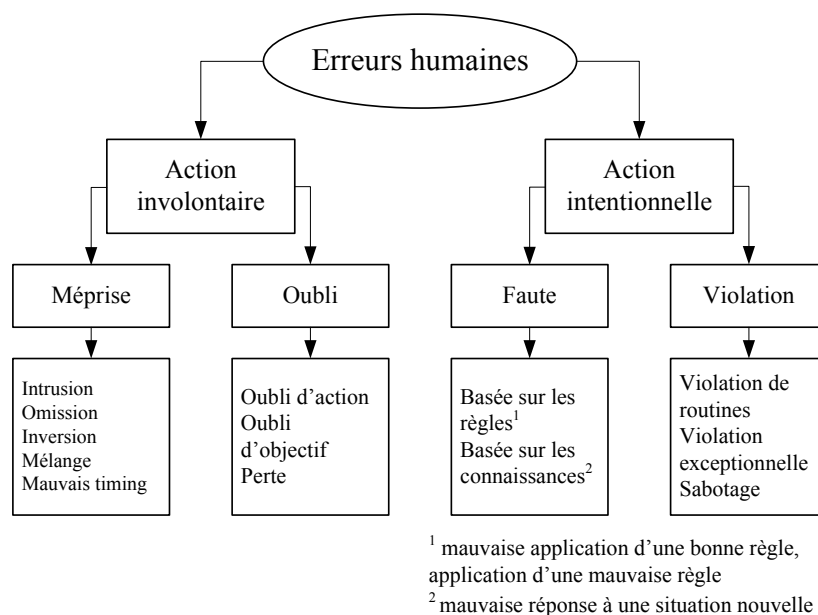 Erreurs humaines
Action
involontaire
Action
intentionnelle
Méprise
Oubli
Faute
Violation
Intrusion
Omission
Inversion
Mélange
Mauvais timing
Oubli d’action
Oubli
d’objectif
Perte
Basée sur les
règles¹
Basée sur les
connaissances²
Violation de
routines
Violation
exceptionnelle
Sabotage
¹ mauvaise application d’une bonne règle,
application d’une mauvaise règle
² mauvaise réponse à une situation nouvelle